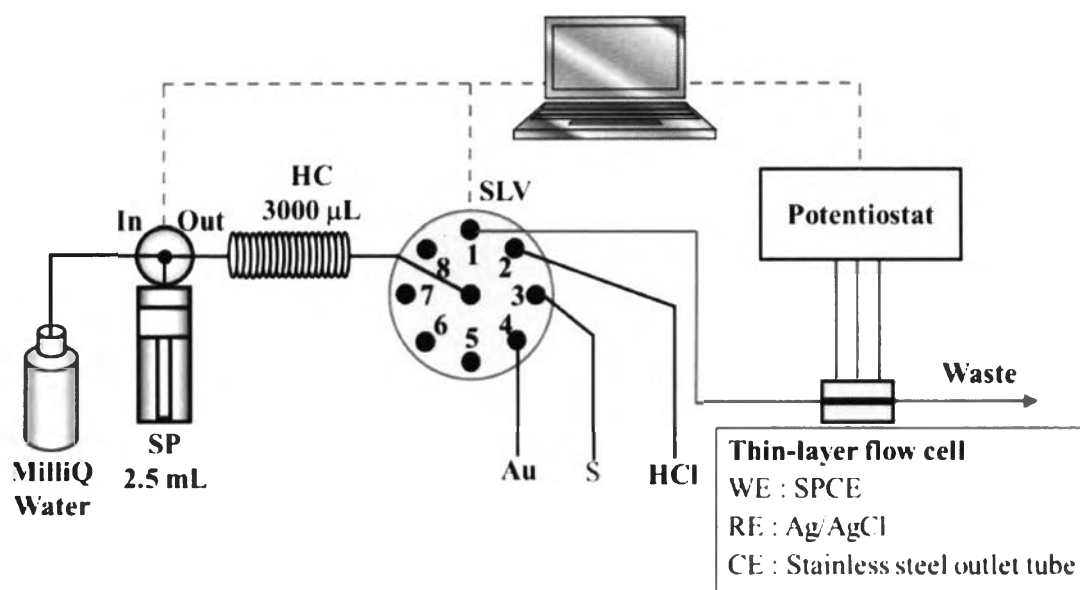 HC
3000 µL
SLV
In
Out
Potentiostat
1
2
3
4
5
6
7
8
Waste
MilliQ
Water
SP
2.5 mL
Au
S
HCl
Thin-layer flow cell
WE : SPCE
RE : Ag/AgCl
CE : Stainless steel outlet tube